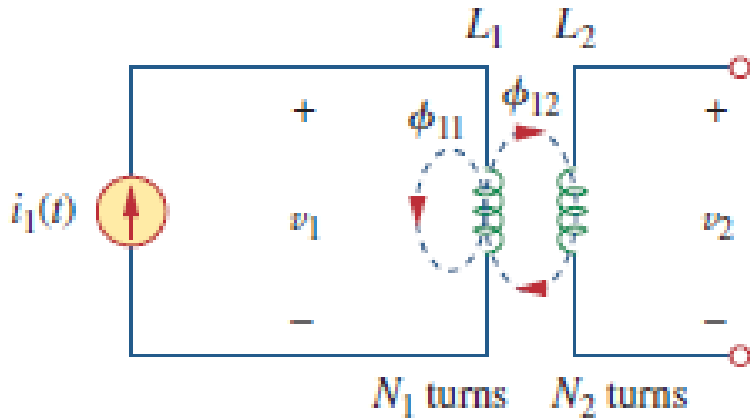 L₁ L₂
+ ϕ₁₁ ϕ₁₂ +
i₁(t) v₁ v₂
− −
N₁ turns N₂ turns